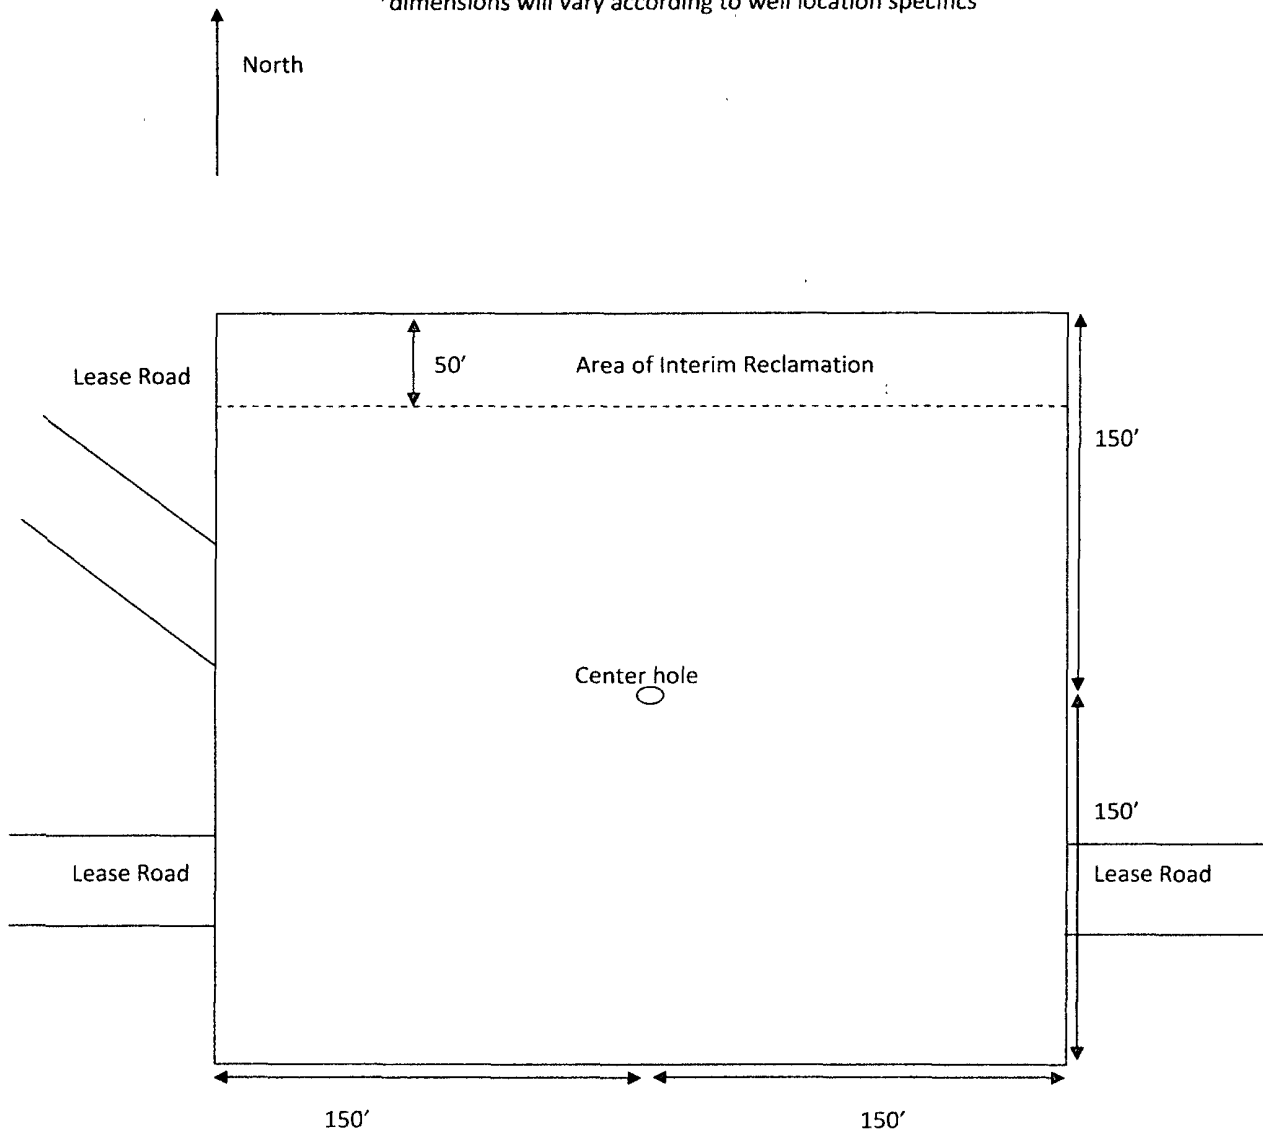 *dimensions will vary according to well location specifics
North
50′ Area of Interim Reclamation
Lease Road
150′
Center hole
150′
Lease Road
Lease Road
150′
150′